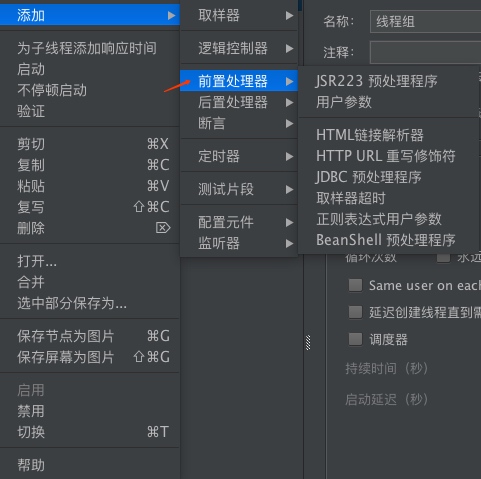 添加
为子线程添加响应时间
启动
不停顿启动
验证
剪切 ⌘X
复制 ⌘C
粘贴 ⌘V
复写 ⇧⌘C
删除 ⌦
打开...
合并
选中部分保存为...
保存节点为图片 ⌘G
保存屏幕为图片 ⇧⌘G
启用
禁用
切换 ⌘T
帮助
取样器
逻辑控制器
前置处理器
后置处理器
断言
定时器
测试片段
配置元件
监听器
JSR223 预处理程序
用户参数
HTML链接解析器
HTTP URL 重写修饰符
JDBC 预处理程序
取样器超时
正则表达式用户参数
BeanShell 预处理程序
名称： 线程组
注释：
循环次数 永远
Same user on each
延迟创建线程直到需
调度器
持续时间（秒）
启动延迟（秒）